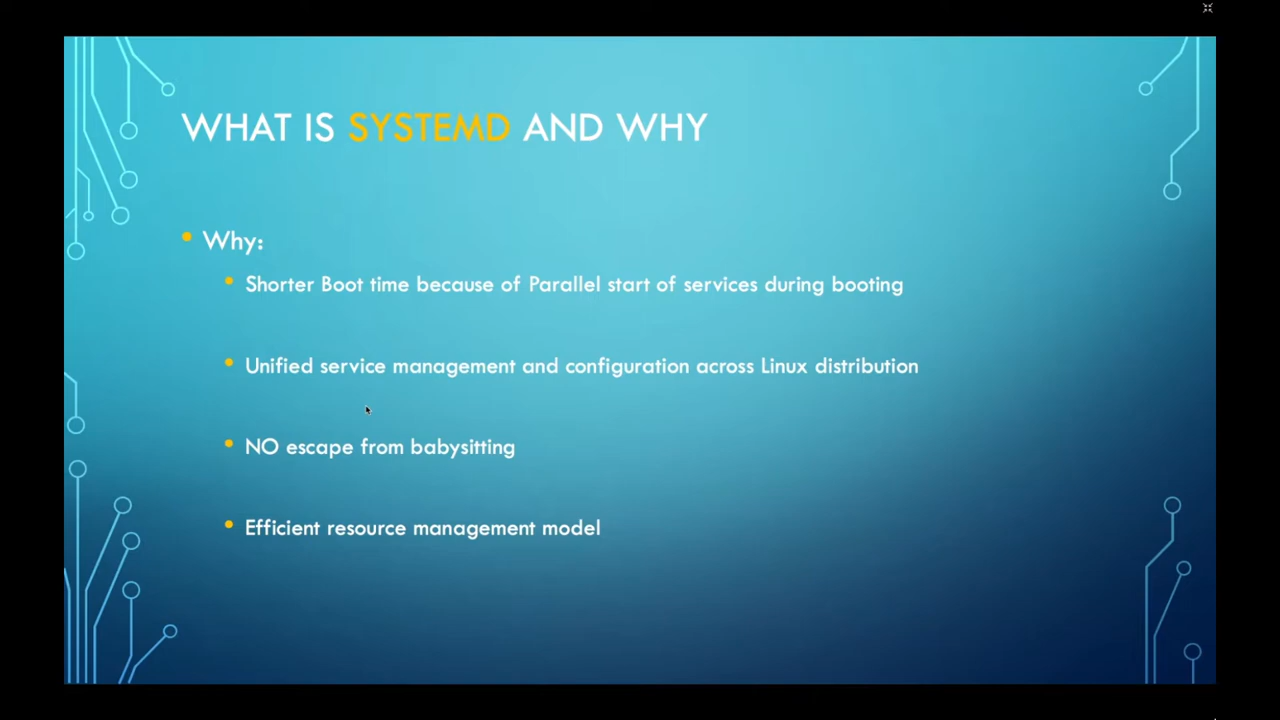 WHAT IS SYSTEMD AND WHY
Why:
Shorter Boot time because of Parallel start of services during booting
Unified service management and configuration across Linux distribution
NO escape from babysitting
Efficient resource management model